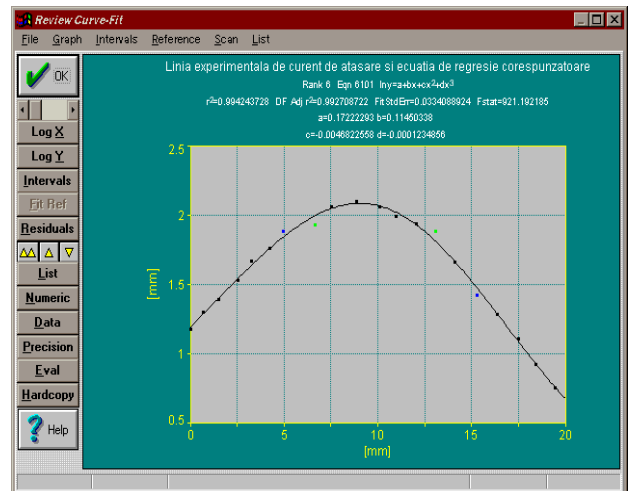 Review Curve-Fit
File Graph Intervals Reference Scan List
OK
Log X
Log Y
Intervals
Fit Ref
Residuals
List
Numeric
Data
Precision
Eval
Hardcopy
Help
Linia experimentala de curent de atasare si ecuatia de regresie corespunzatoare
Rank 6 Eqn 6101 lny=a+bx+cx²+dx³
r²=0.994243728 DF Adj r²=0.992708722 FitStdErr=0.0334088924 Fstat=921.192185
a=0.17222293 b=0.11450338
c=-0.0046822558 d=-0.0001234856
2.5
2
1.5
1
0.5
[mm]
0 5 10 15 20
[mm]